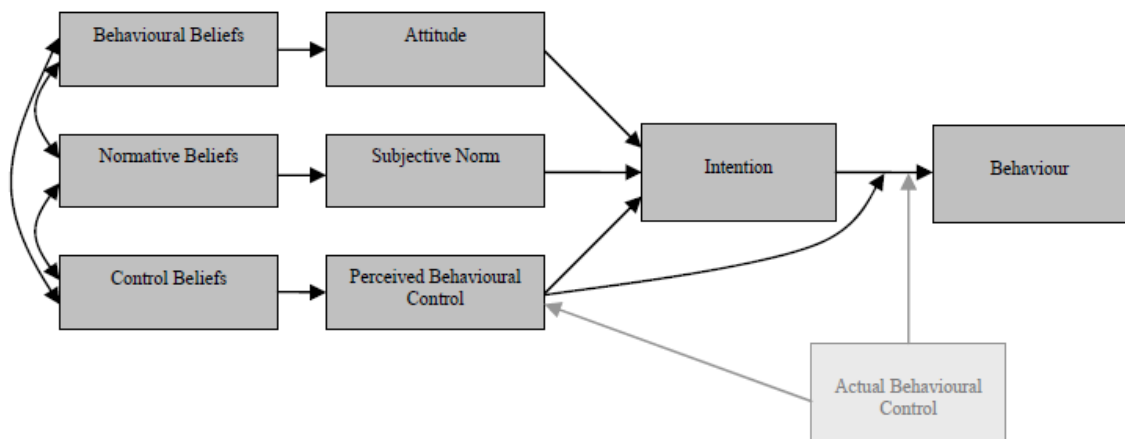 Behavioural Beliefs
Attitude
Normative Beliefs
Subjective Norm
Intention
Behaviour
Control Beliefs
Perceived Behavioural
Control
Actual Behavioural
Control